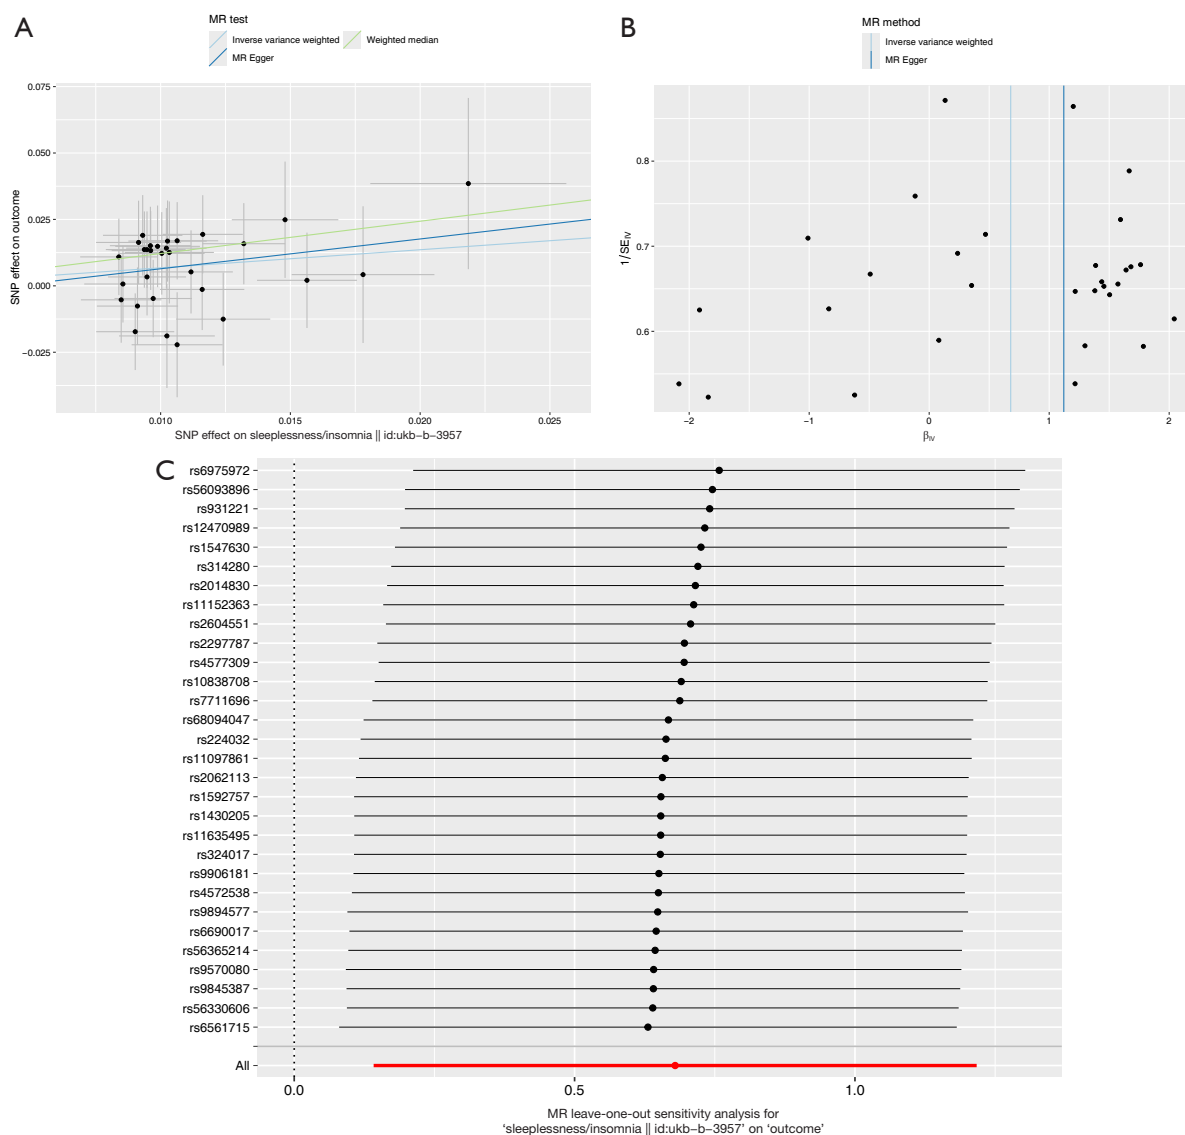 A
MR test
Inverse variance weighted
Weighted median
MR Egger
0.075
0.050
0.025
0.000
−0.025
SNP effect on outcome
0.010
0.015
0.020
0.025
SNP effect on sleeplessness/insomnia || id:ukb−b−3957
B
MR method
Inverse variance weighted
MR Egger
0.8
0.7
0.6
1/SE_IV
−2
−1
0
1
2
β_IV
C
rs6975972
rs56093896
rs931221
rs12470989
rs1547630
rs314280
rs2014830
rs11152363
rs2604551
rs2297787
rs4577309
rs10838708
rs7711696
rs68094047
rs224032
rs11097861
rs2062113
rs1592757
rs1430205
rs11635495
rs324017
rs9906181
rs4572538
rs9894577
rs6690017
rs56365214
rs9570080
rs9845387
rs56330606
rs6561715
All
0.0
0.5
1.0
MR leave−one−out sensitivity analysis for
‘sleeplessness/insomnia || id:ukb−b−3957’ on ‘outcome’